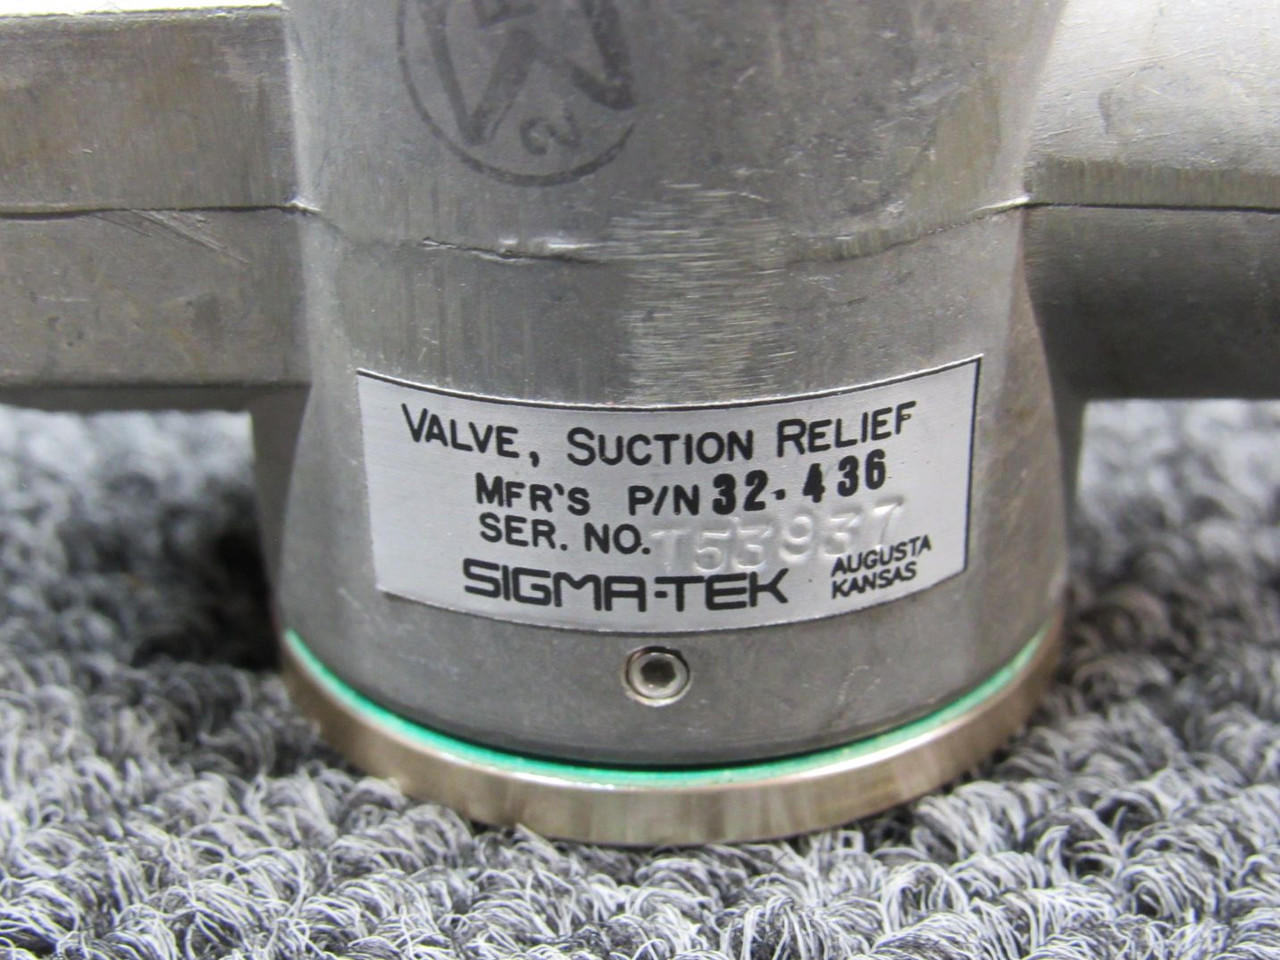 VALVE, SUCTION RELIEF
MFR'S P/N 32-436
SER. NO. T53937
SIGMA-TEK AUGUSTA
KANSAS